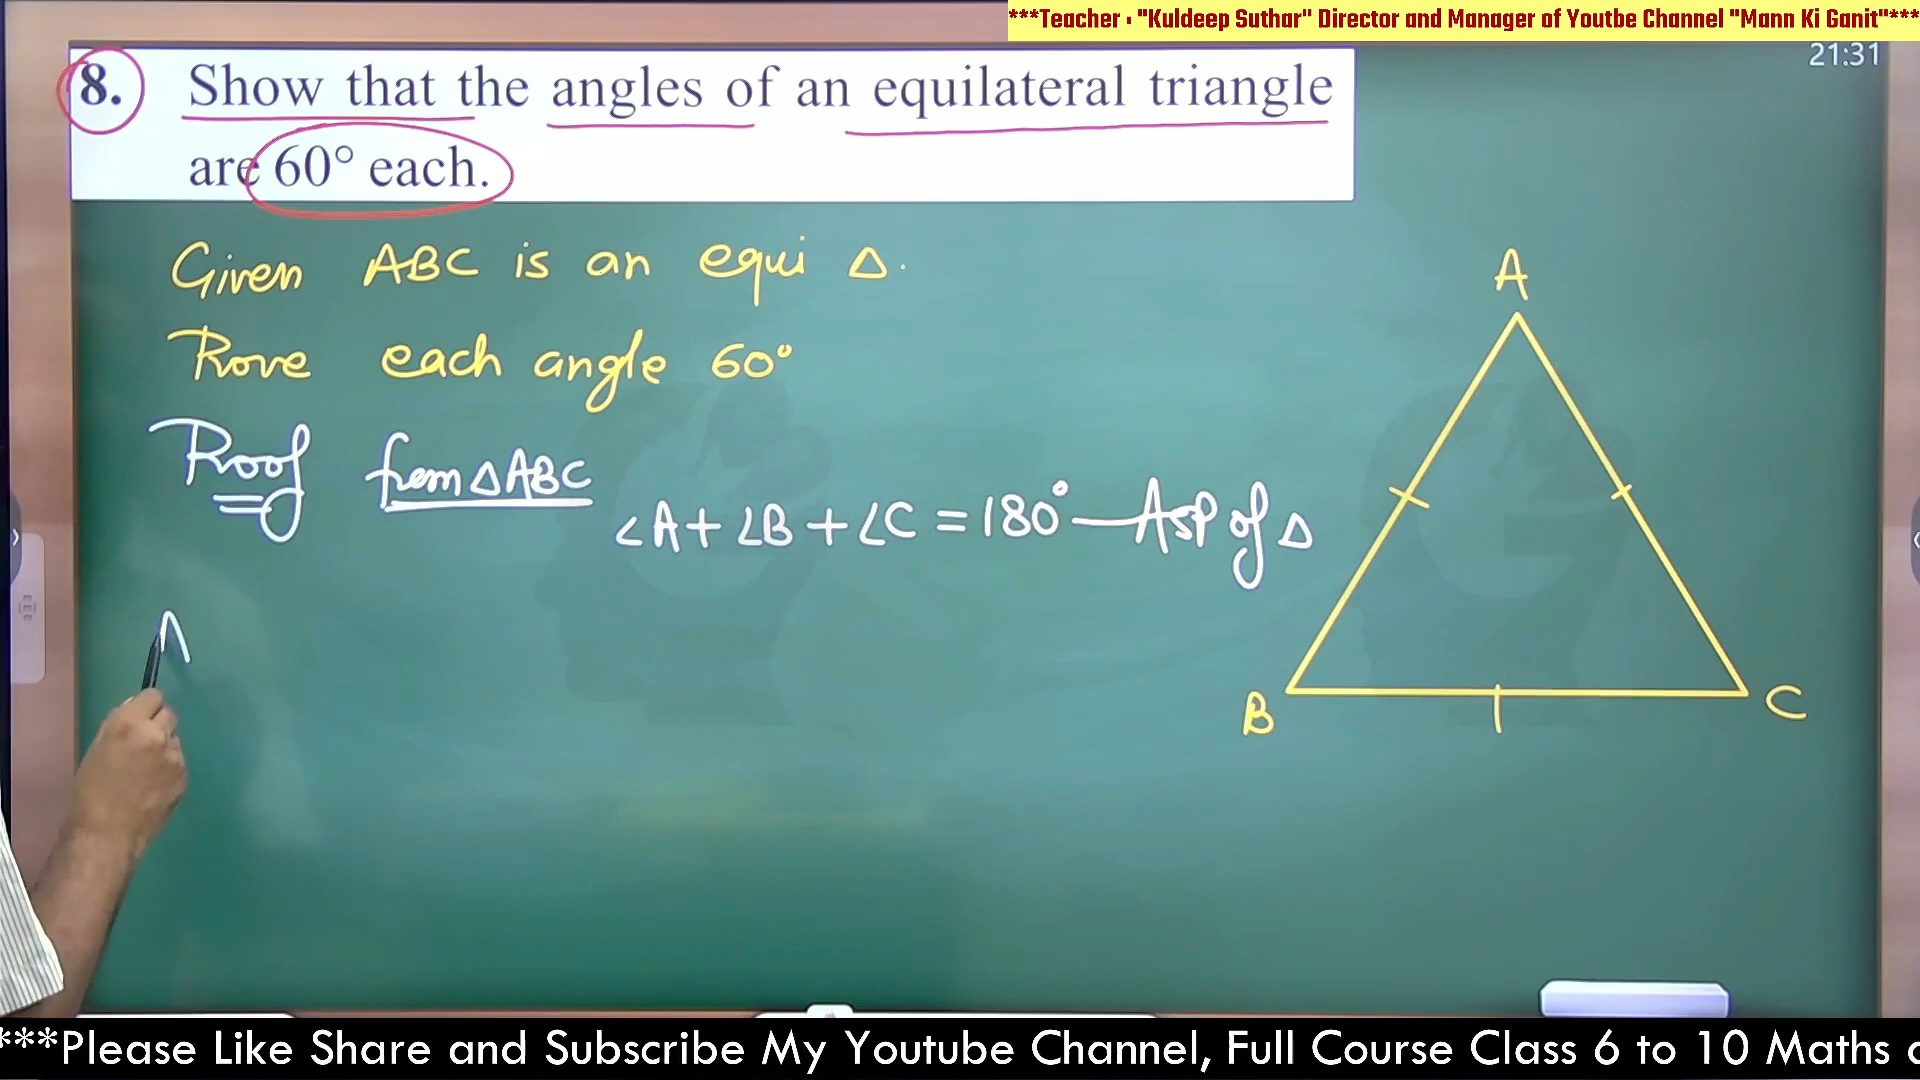 ***Teacher : "Kuldeep Suthar" Director and Manager of Youtbe Channel "Mann Ki Ganit"***
21:31
8. Show that the angles of an equilateral triangle
are 60° each.
Given ABC is an equi Δ.
Prove each angle 60°
Proof from ΔABC
∠A+∠B+∠C=180° — ASP of Δ
A
B
C
***Please Like Share and Subscribe My Youtube Channel, Full Course Class 6 to 10 Maths